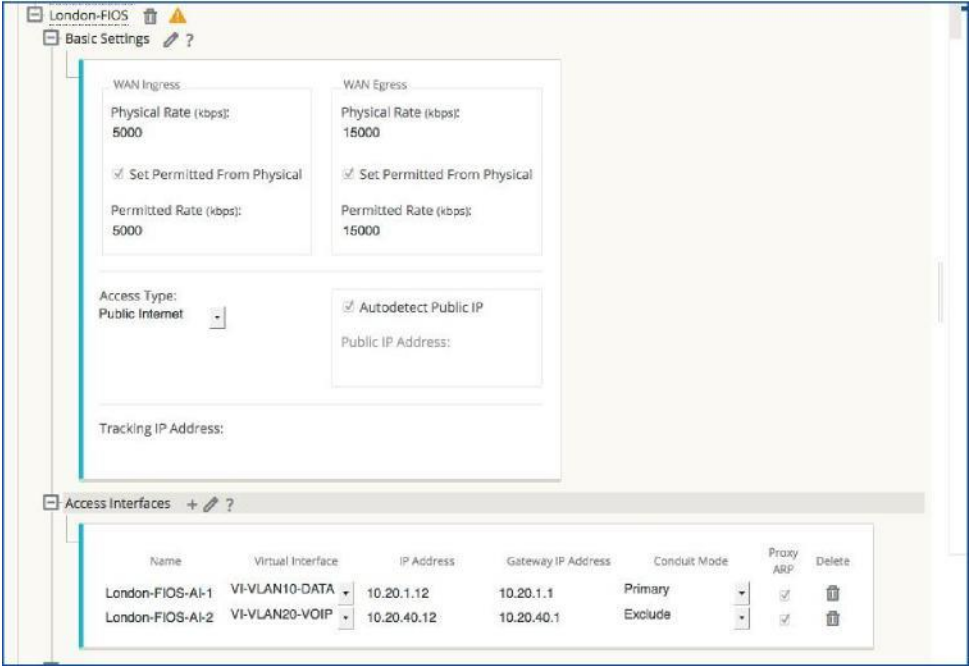 London-FIOS
Basic Settings ?
WAN Ingress
Physical Rate (kbps):
5000
Set Permitted From Physical
Permitted Rate (kbps):
5000
WAN Egress
Physical Rate (kbps):
15000
Set Permitted From Physical
Permitted Rate (kbps):
15000
Access Type:
Public Internet
Autodetect Public IP
Public IP Address:
Tracking IP Address:
Access Interfaces + ?
Name Virtual Interface IP Address Gateway IP Address Conduit Mode Proxy ARP Delete
London-FIOS-AI-1 VI-VLAN10-DATA 10.20.1.12 10.20.1.1 Primary
London-FIOS-AI-2 VI-VLAN20-VOIP 10.20.40.12 10.20.40.1 Exclude